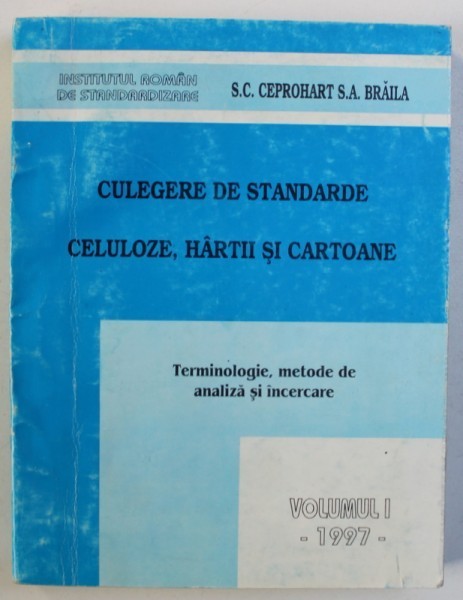 INSTITUTUL ROMÂN
DE STANDARDIZARE
S.C. CEPROHART S.A. BRĂILA
CULEGERE DE STANDARDE
CELULOZE, HÂRTII ŞI CARTOANE
Terminologie, metode de
analiză şi încercare
VOLUMUL I
- 1997 -